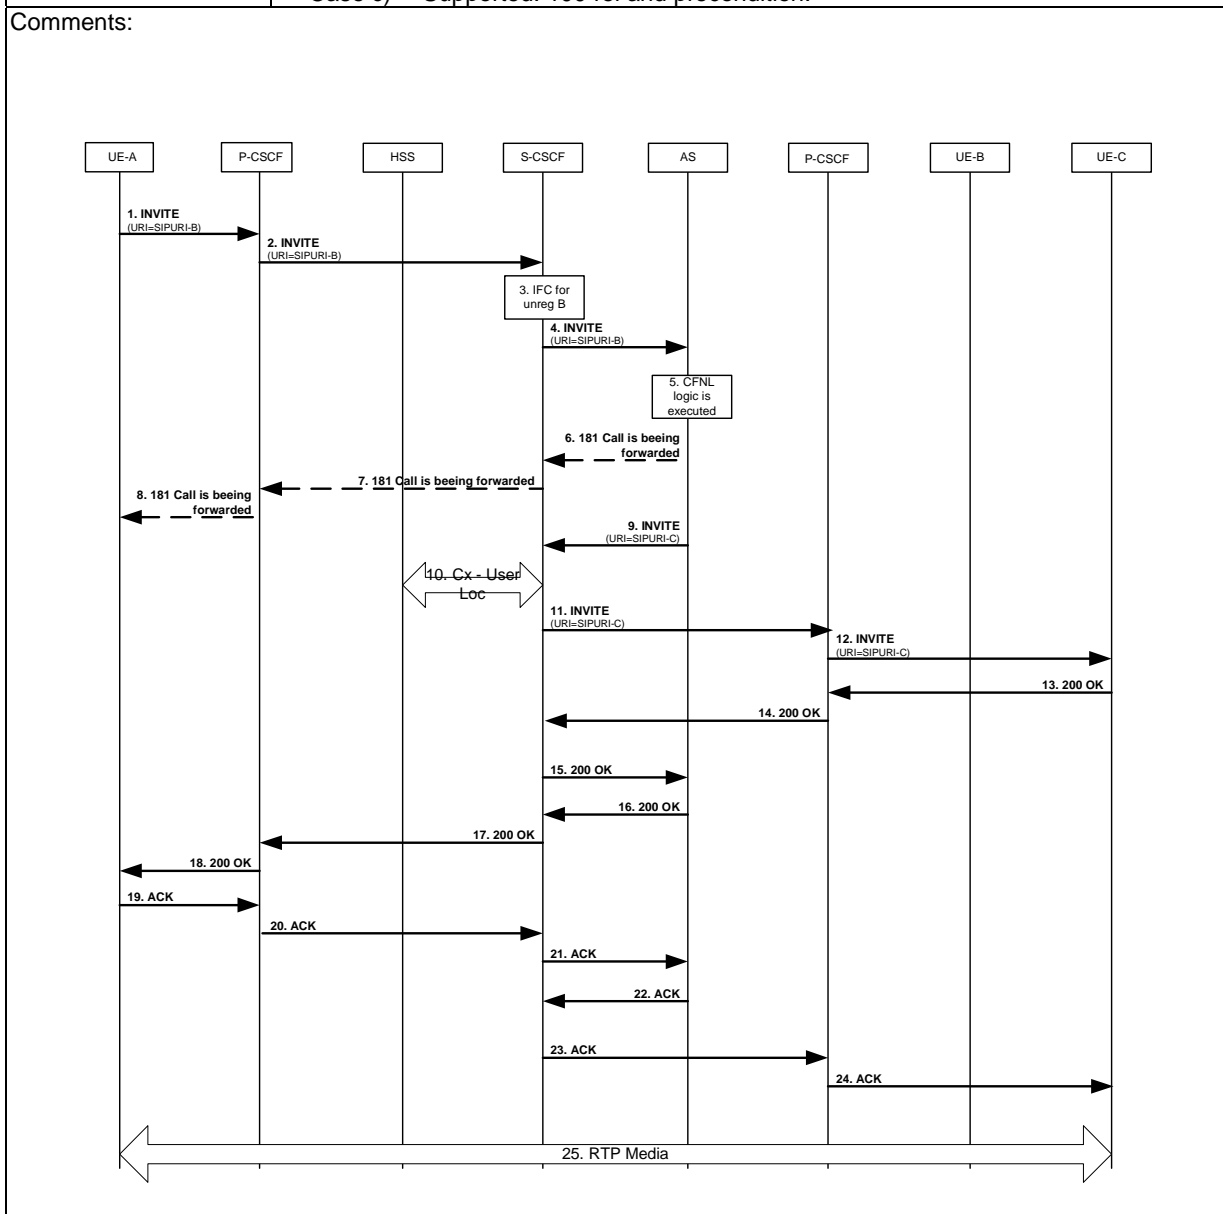 Comments:
UE-A
P-CSCF
HSS
S-CSCF
AS
P-CSCF
UE-B
UE-C
1. INVITE
(URI=SIPURI-B)
2. INVITE
(URI=SIPURI-B)
3. IFC for
unreg B
4. INVITE
(URI=SIPURI-B)
5. CFNL
logic is
executed
6. 181 Call is beeing
forwarded
7. 181 Call is beeing forwarded
8. 181 Call is beeing
forwarded
9. INVITE
(URI=SIPURI-C)
10. Cx - User
Loc
11. INVITE
(URI=SIPURI-C)
12. INVITE
(URI=SIPURI-C)
13. 200 OK
14. 200 OK
15. 200 OK
16. 200 OK
17. 200 OK
18. 200 OK
19. ACK
20. ACK
21. ACK
22. ACK
23. ACK
24. ACK
25. RTP Media